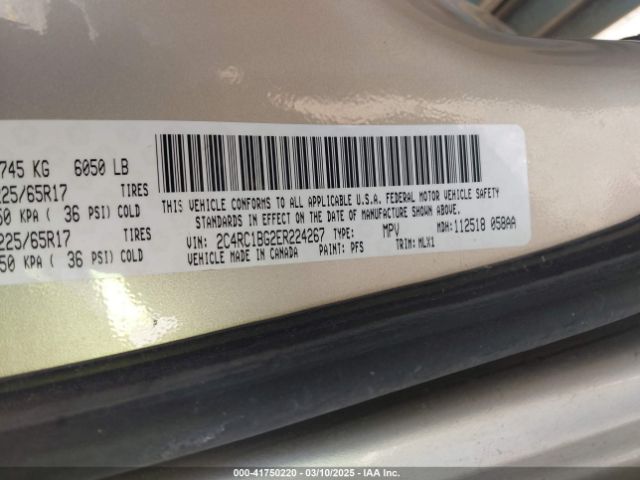 745 KG 6050 LB
225/65R17 TIRES
50 KPA ( 36 PSI) COLD
225/65R17 TIRES
50 KPA ( 36 PSI) COLD
THIS VEHICLE CONFORMS TO ALL APPLICABLE U.S.A. FEDERAL MOTOR VEHICLE SAFETY
STANDARDS IN EFFECT ON THE DATE OF MANUFACTURE SHOWN ABOVE.
VIN: 2C4RC1BG2ER224267 TYPE: MPV MDH: 112518 058AA
VEHICLE MADE IN CANADA PAINT: PFS TRIM: MLX1
000-41750220 — 03/10/2025 — IAA Inc.